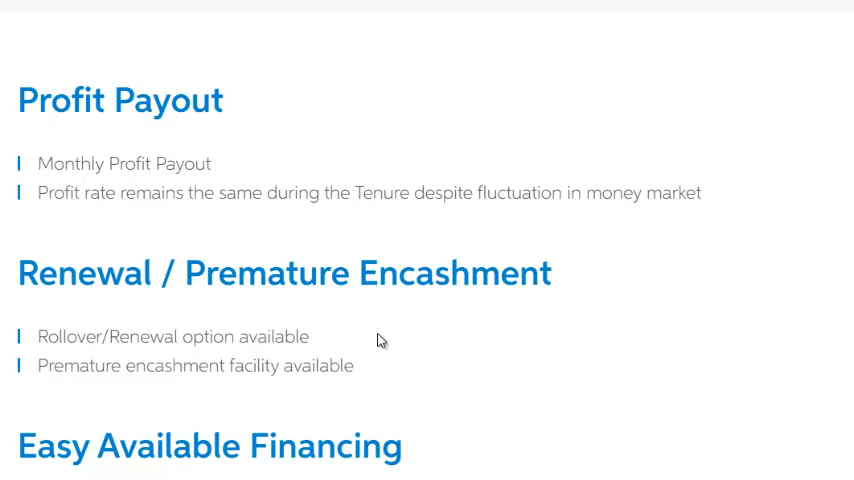 Profit Payout
Monthly Profit Payout
Profit rate remains the same during the Tenure despite fluctuation in money market
Renewal / Premature Encashment
Rollover/Renewal option available
Premature encashment facility available
Easy Available Financing